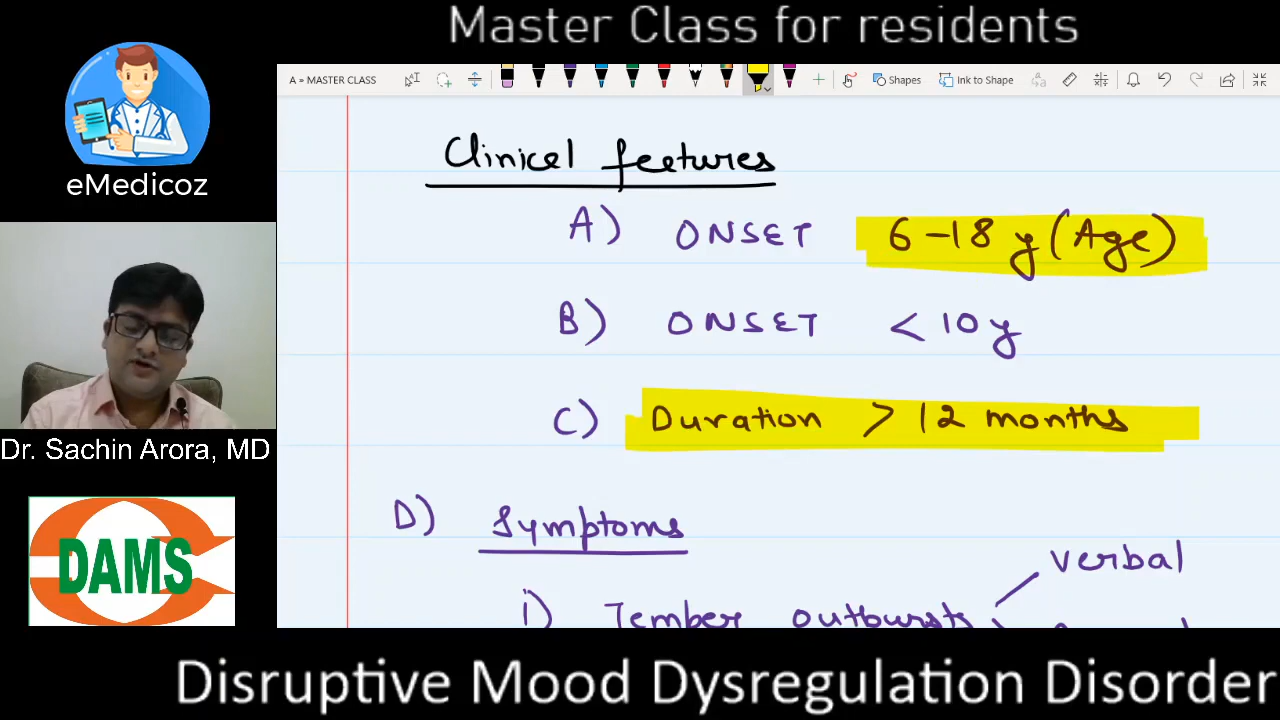 Master Class for residents
A » MASTER CLASS
Shapes
Ink to Shape
eMedicoz
Clinical features
A) ONSET 6-18 y (Age)
B) ONSET < 10 y
C) Duration > 12 months
Dr. Sachin Arora, MD
DAMS
D) Symptoms
verbal
i) Temper outbursts
Disruptive Mood Dysregulation Disorder